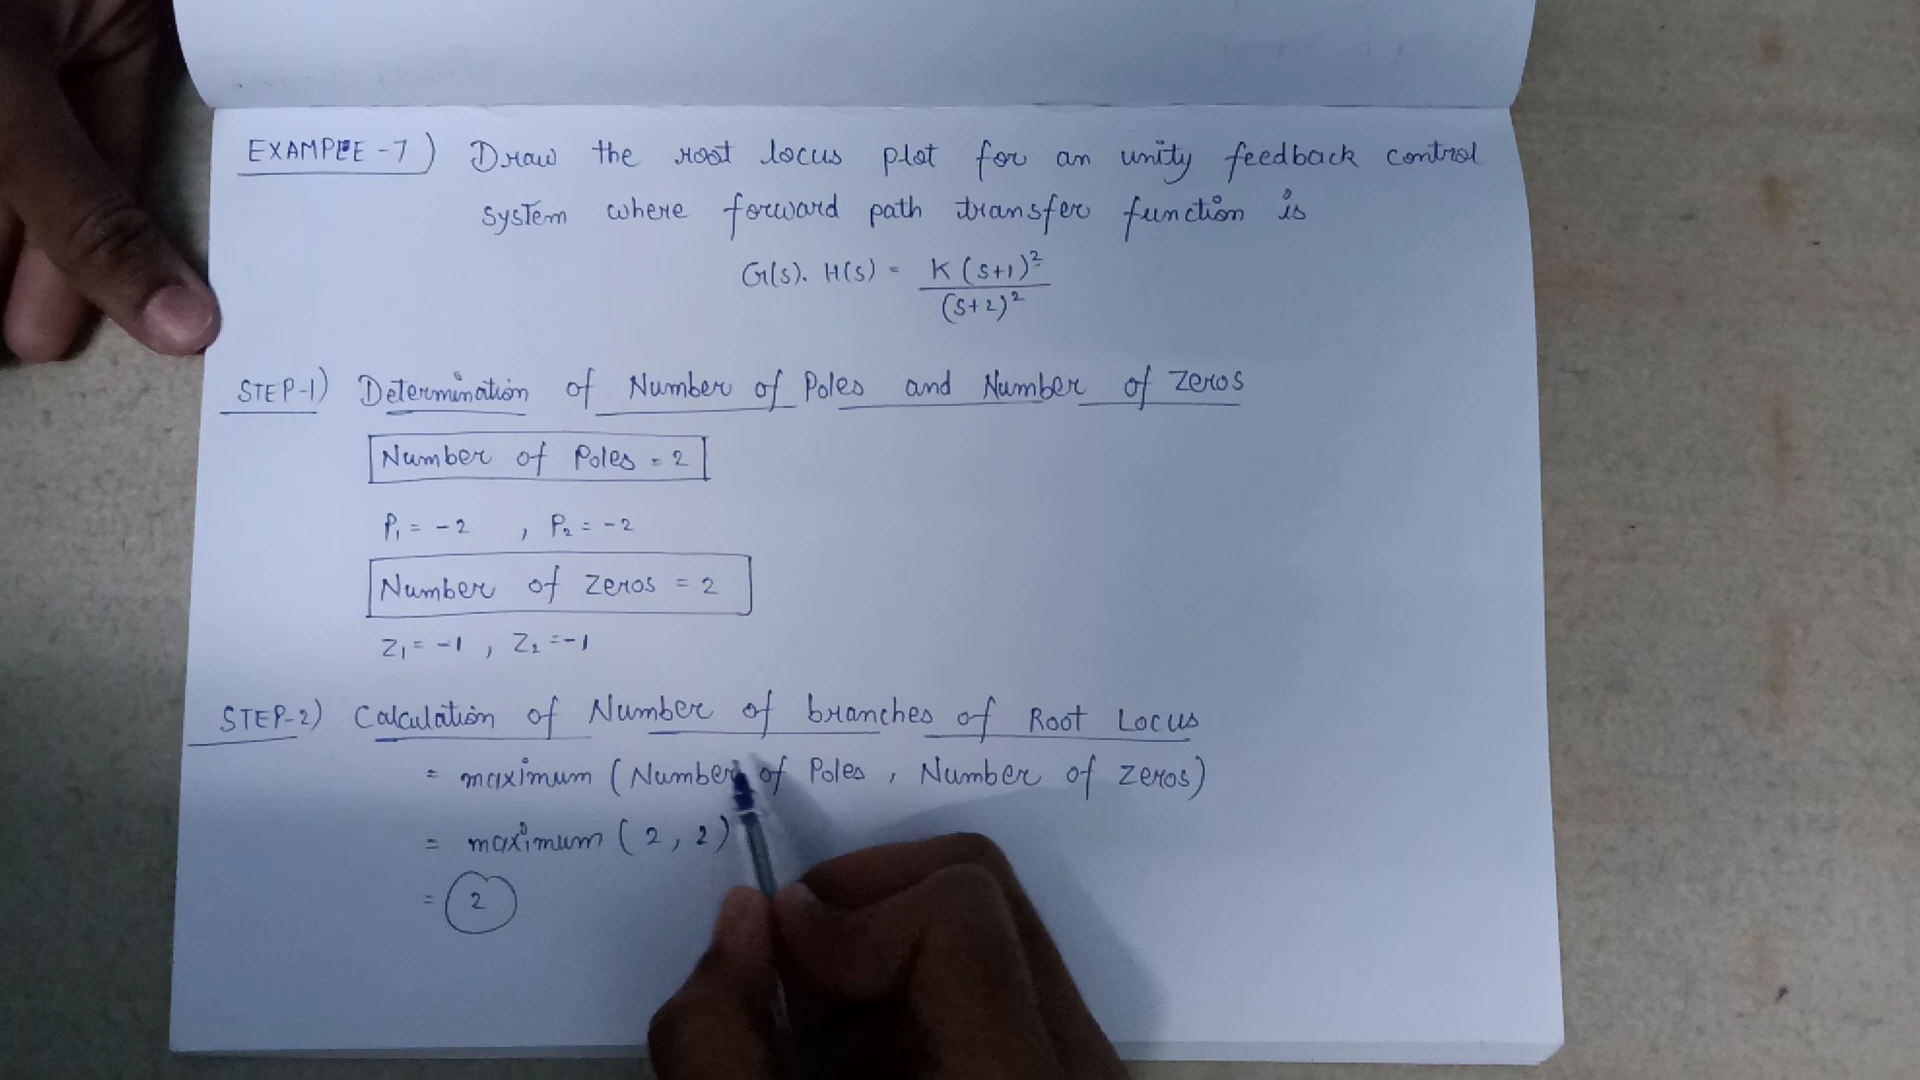 EXAMPLE-7) Draw the root locus plot for an unity feedback control
system where forward path transfer function is
G(s). H(s) = K(s+1)² / (s+2)²
STEP-1) Determination of Number of Poles and Number of Zeros
Number of Poles = 2
P₁ = -2 , P₂ = -2
Number of Zeros = 2
Z₁ = -1 , Z₂ = -1
STEP-2) Calculation of Number of branches of Root Locus
= maximum (Number of Poles , Number of Zeros)
= maximum (2, 2)
= 2